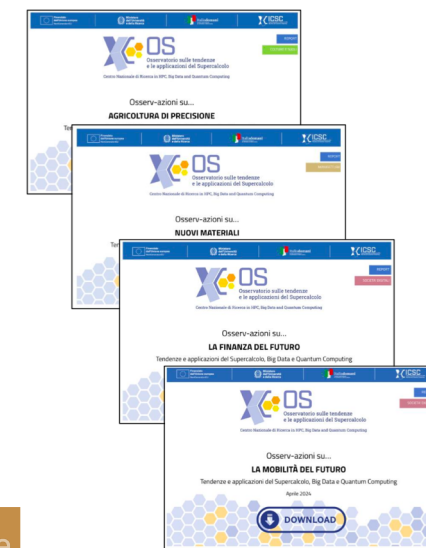 ICSC
OS
Osservatorio sulle tendenze
e le applicazioni del Supercalcolo
Centro Nazionale di Ricerca in HPC, Big Data and Quantum Computing
Osserv-azioni su...
AGRICOLTURA DI PRECISIONE
Ten
ICSC
OS
Osservatorio sulle tendenze
e le applicazioni del Supercalcolo
Centro Nazionale di Ricerca in HPC, Big Data and Quantum Computing
Osserv-azioni su...
NUOVI MATERIALI
ICSC
OS
Osservatorio sulle tendenze
e le applicazioni del Supercalcolo
Centro Nazionale di Ricerca in HPC, Big Data and Quantum Computing
Osserv-azioni su...
LA FINANZA DEL FUTURO
Tendenze e applicazioni del Supercalcolo, Big Data e Quantum Computing
ICSC
OS
Osservatorio sulle tendenze
e le applicazioni del Supercalcolo
Centro Nazionale di Ricerca in HPC, Big Data and Quantum Computing
Osserv-azioni su...
LA MOBILITÀ DEL FUTURO
Tendenze e applicazioni del Supercalcolo, Big Data e Quantum Computing
Aprile 2024
DOWNLOAD